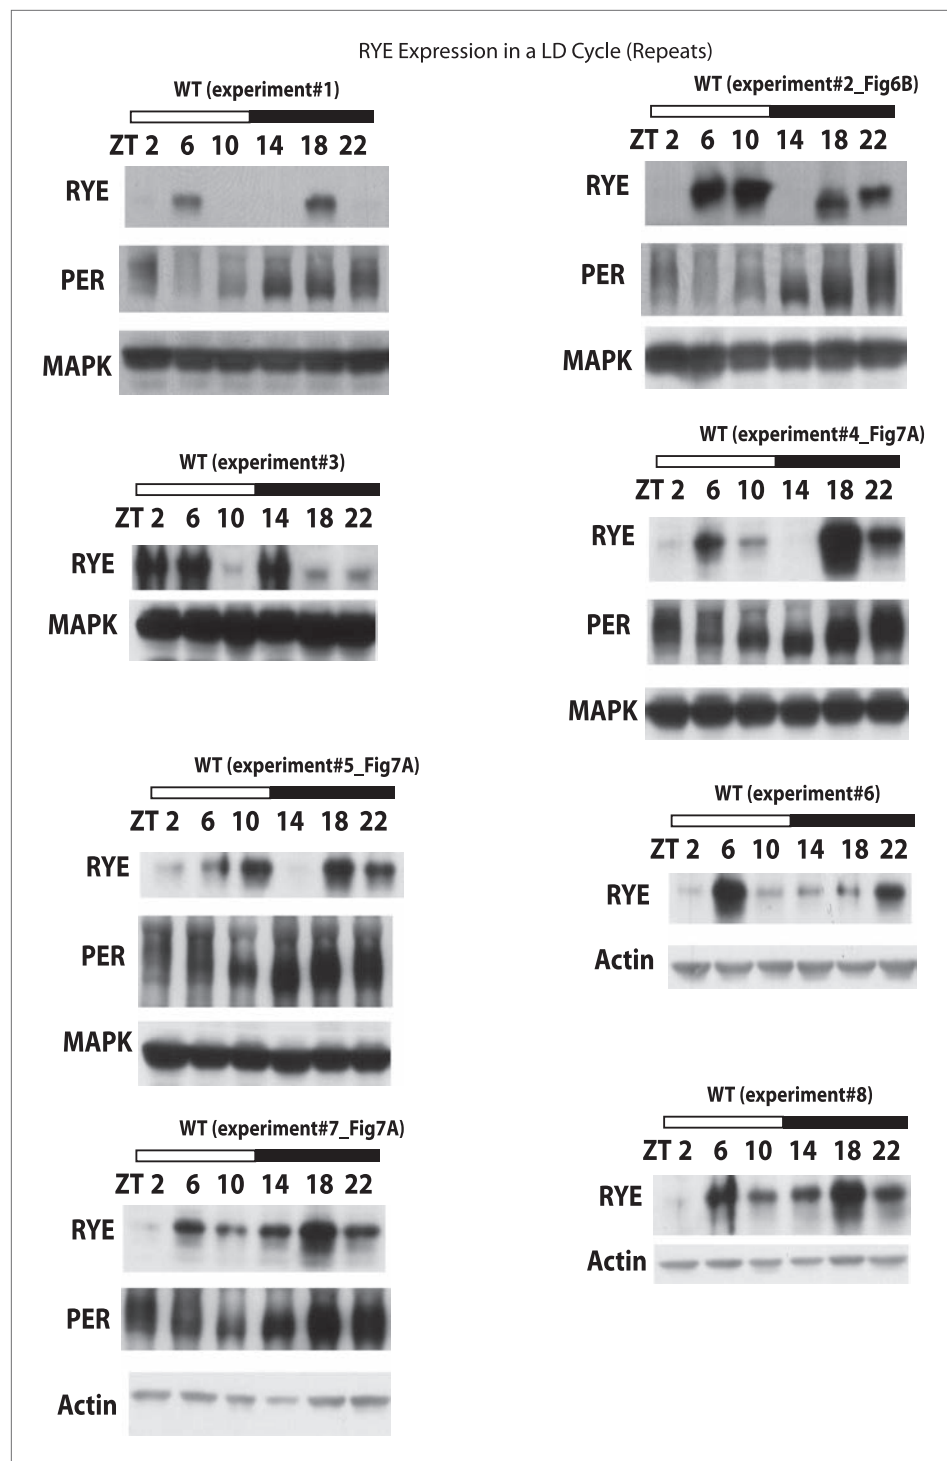 RYE Expression in a LD Cycle (Repeats)
WT (experiment#1)
ZT 2 6 10 14 18 22
RYE
PER
MAPK
WT (experiment#2_Fig6B)
ZT 2 6 10 14 18 22
RYE
PER
MAPK
WT (experiment#3)
ZT 2 6 10 14 18 22
RYE
MAPK
WT (experiment#4_Fig7A)
ZT 2 6 10 14 18 22
RYE
PER
MAPK
WT (experiment#5_Fig7A)
ZT 2 6 10 14 18 22
RYE
PER
MAPK
WT (experiment#6)
ZT 2 6 10 14 18 22
RYE
Actin
WT (experiment#7_Fig7A)
ZT 2 6 10 14 18 22
RYE
PER
Actin
WT (experiment#8)
ZT 2 6 10 14 18 22
RYE
Actin